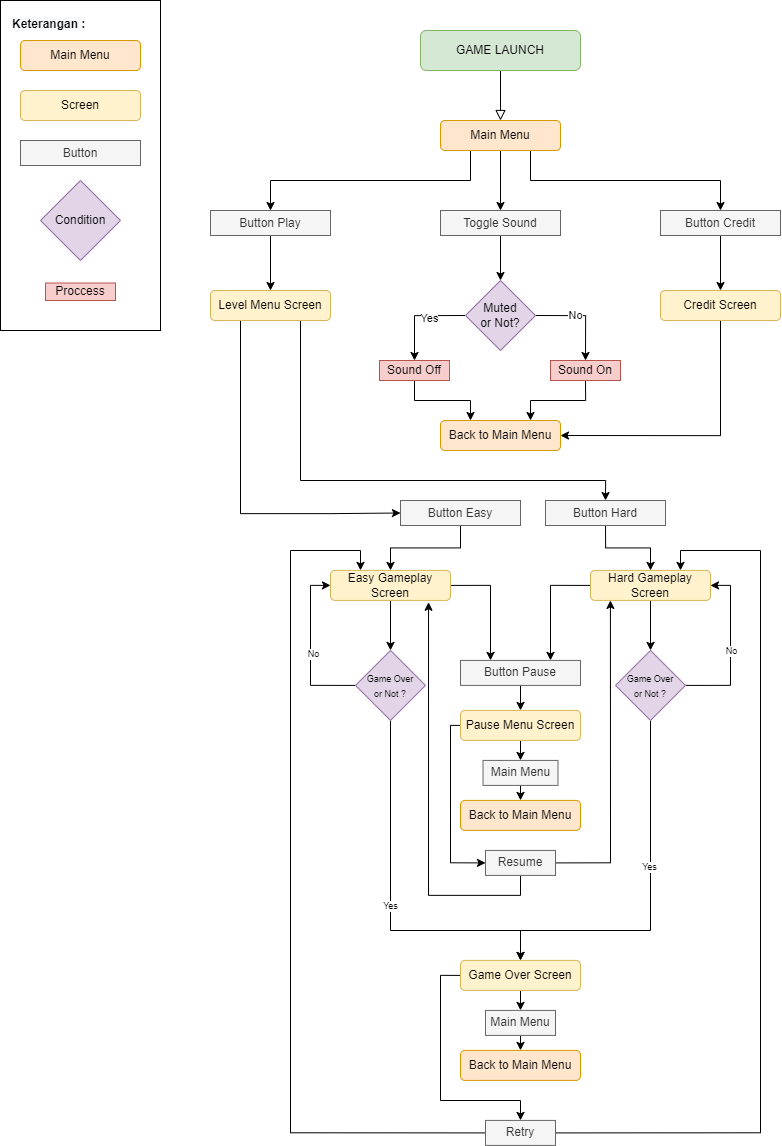 Keterangan :
Main Menu
Screen
Button
Condition
Proccess
GAME LAUNCH
Main Menu
Button Play
Toggle Sound
Button Credit
Level Menu Screen
Muted
or Not?
Credit Screen
Yes
No
Sound Off
Sound On
Back to Main Menu
Button Easy
Button Hard
Easy Gameplay
Screen
Hard Gameplay
Screen
No
Game Over
or Not ?
Button Pause
Game Over
or Not ?
No
Pause Menu Screen
Main Menu
Back to Main Menu
Resume
Yes
Yes
Game Over Screen
Main Menu
Back to Main Menu
Retry